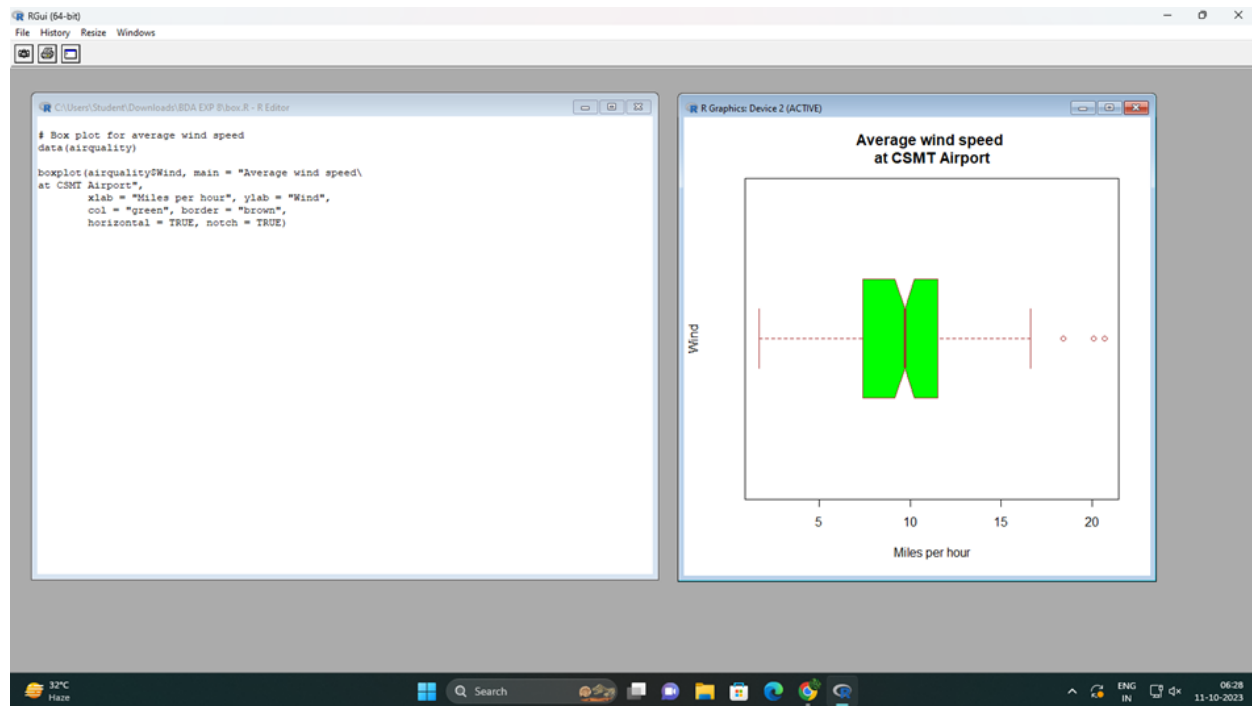 RGui (64-bit)
File History Resize Windows
C:\Users\Student\Downloads\BDA EXP 8\box.R - R Editor
# Box plot for average wind speed
data(airquality)
boxplot(airquality$Wind, main = "Average wind speed\
at CSMT Airport",
xlab = "Miles per hour", ylab = "Wind",
col = "green", border = "brown",
horizontal = TRUE, notch = TRUE)
R Graphics: Device 2 (ACTIVE)
Average wind speed
at CSMT Airport
Wind
5 10 15 20
Miles per hour
32°C
Haze
Search
ENG
IN
06:28
11-10-2023